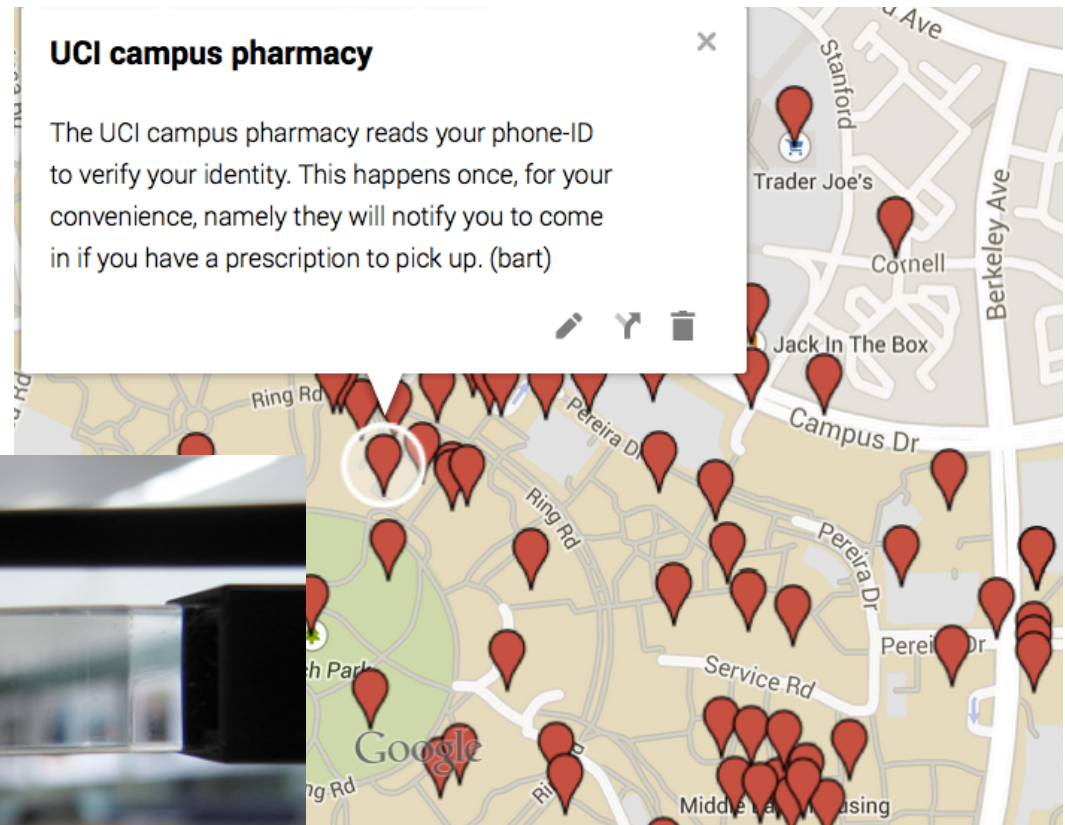 UCI campus pharmacy
The UCI campus pharmacy reads your phone-ID
to verify your identity. This happens once, for your
convenience, namely they will notify you to come
in if you have a prescription to pick up. (bart)
Stanford
Trader Joe's
Cornell
Berkeley Ave
Jack In The Box
Campus Dr
Ring Rd
Pereira Dr
Ring Rd
Pereira Dr
Dr
Service Rd
Google
Rd